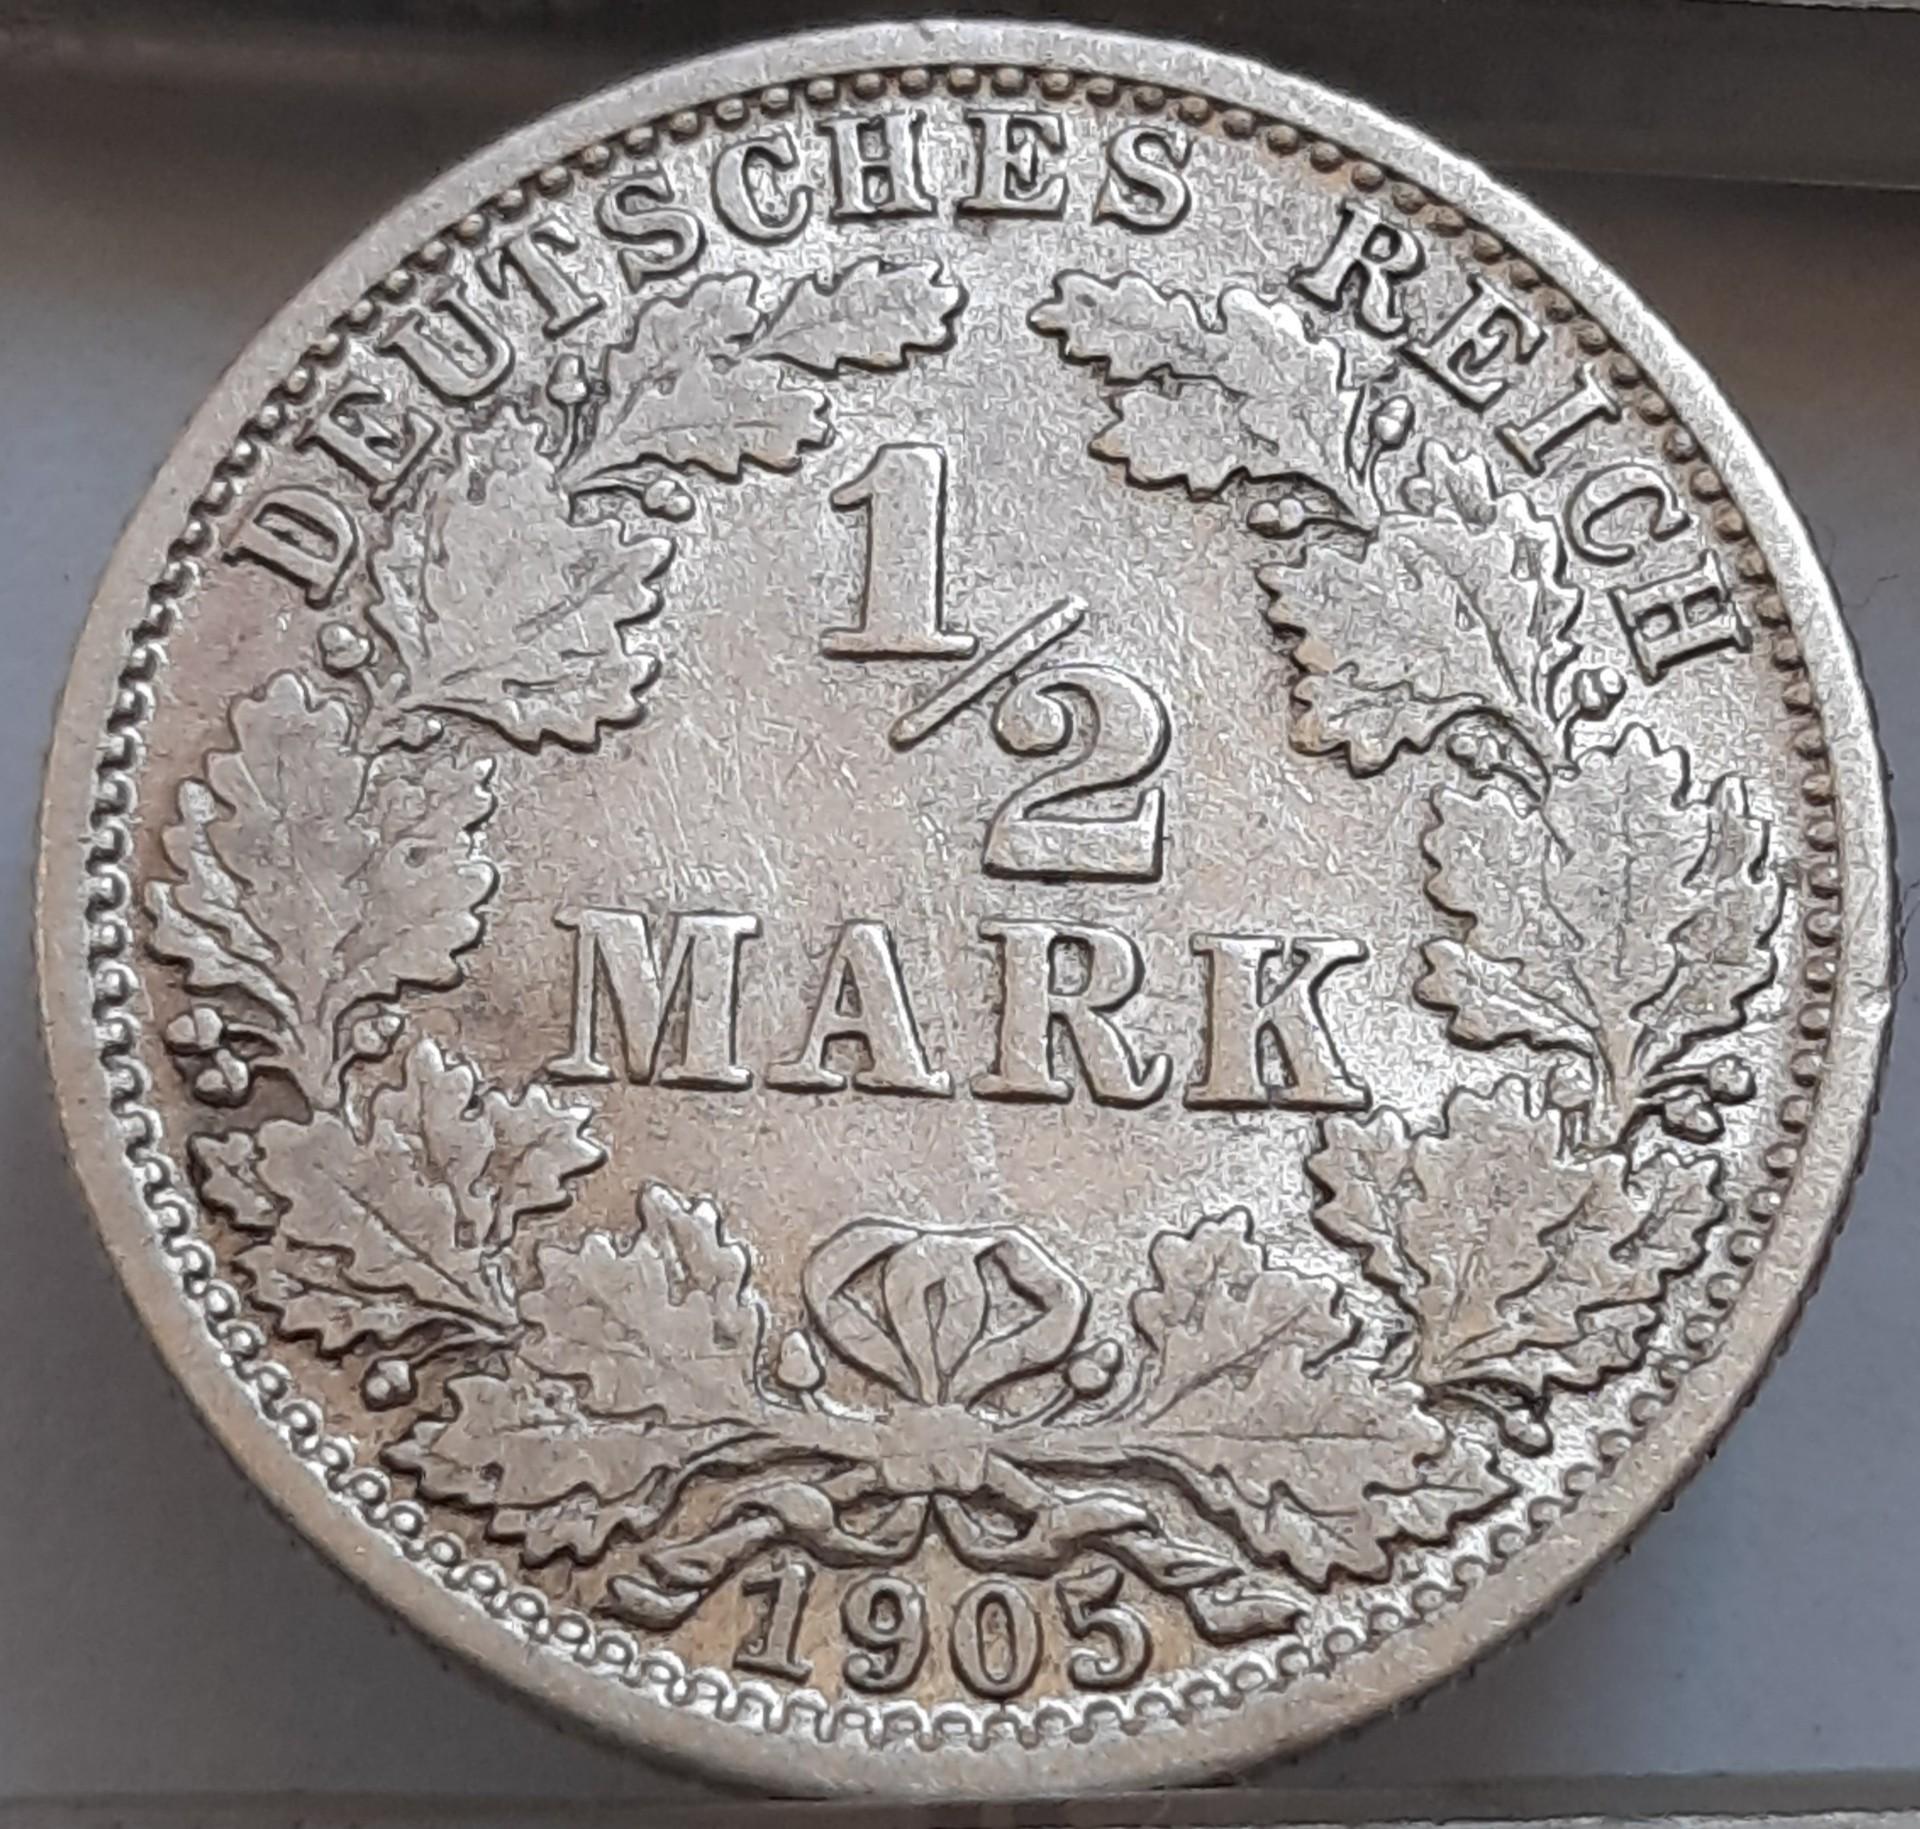 DEUTSCHES REICH
1/2
MARK
1905